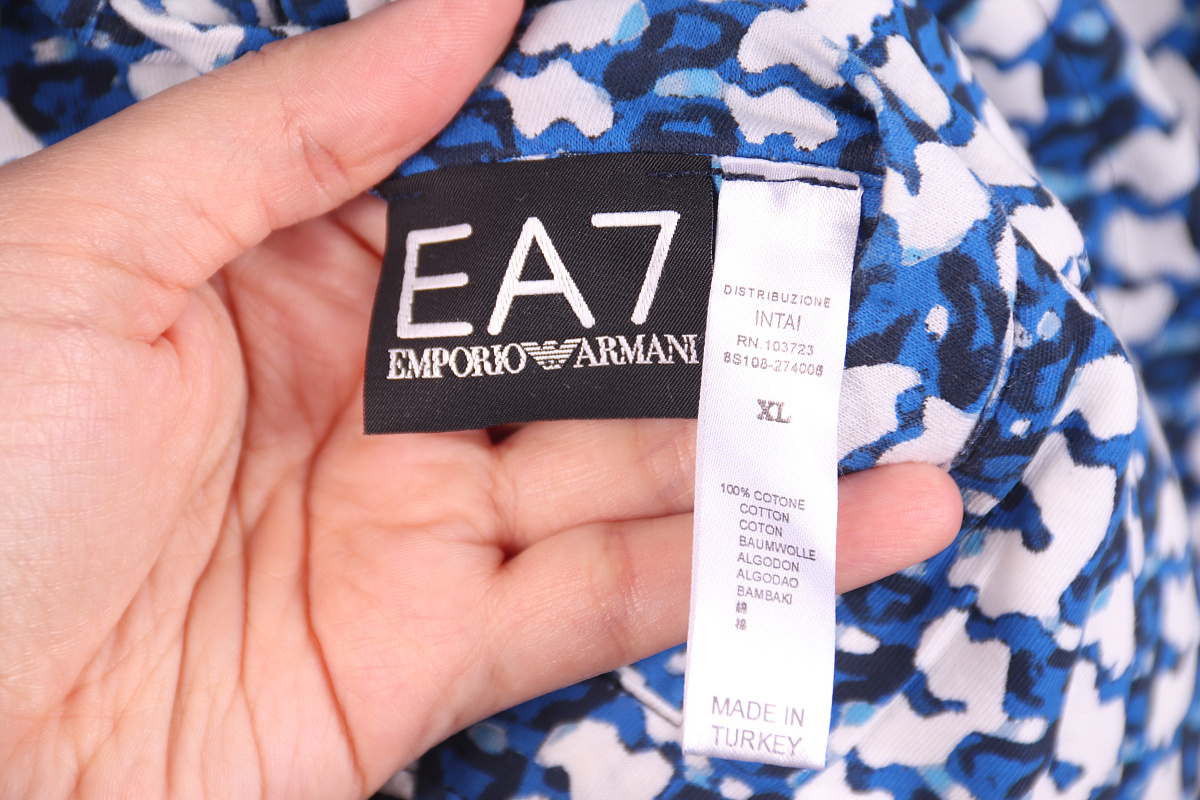 EA7
EMPORIO ARMANI
DISTRIBUZIONE
INTAI
RN.103723
8S108-274006
XL
100% COTONE
COTTON
COTON
BAUMWOLLE
ALGODON
ALGODAO
BAMBAKI
綿
棉
MADE IN
TURKEY